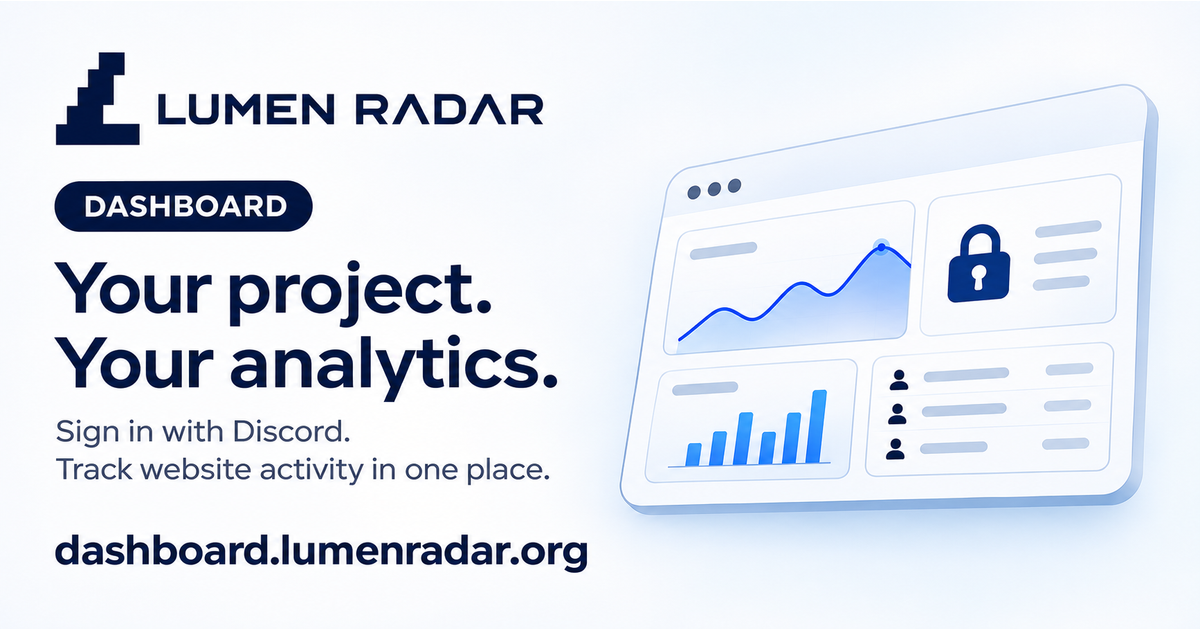 LUMEN RADAR
DASHBOARD
Your project.
Your analytics.
Sign in with Discord.
Track website activity in one place.
dashboard.lumenradar.org